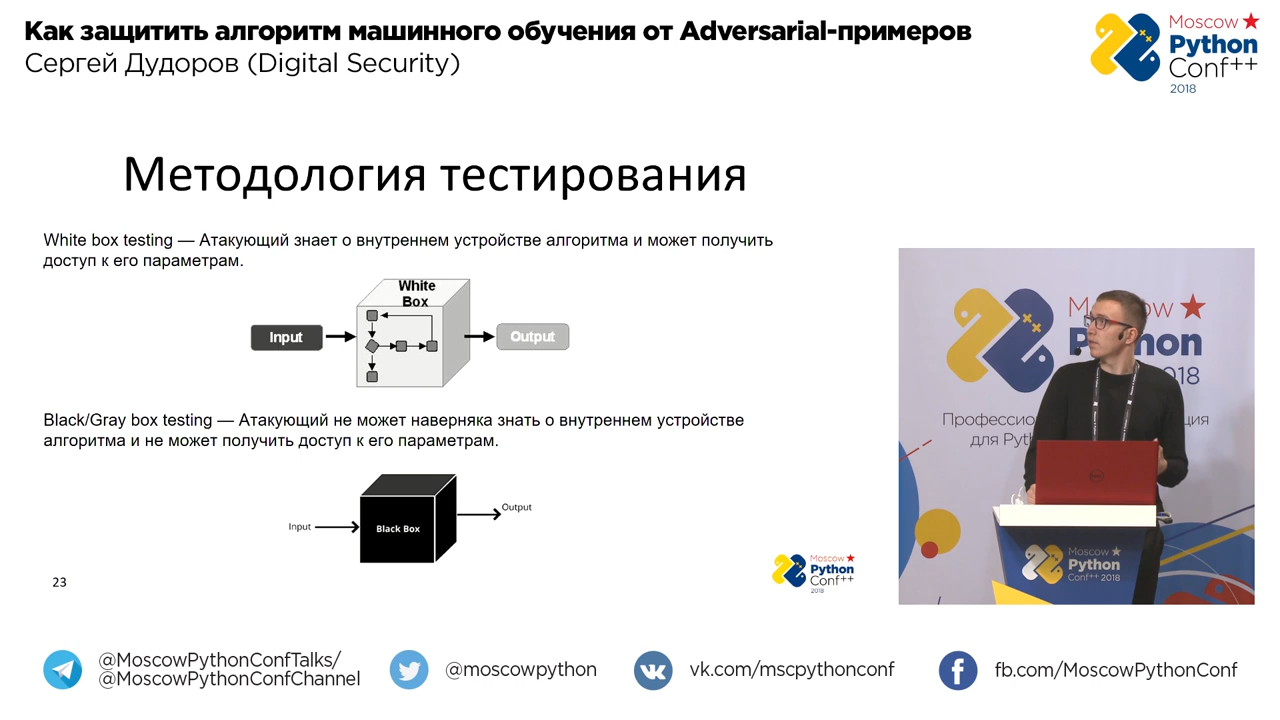 Как защитить алгоритм машинного обучения от Adversarial-примеров
Сергей Дудоров (Digital Security)
Moscow
Python
Conf++
2018
Методология тестирования
White box testing — Атакующий знает о внутреннем устройстве алгоритма и может получить
доступ к его параметрам.
White
Box
Input
Output
Black/Gray box testing — Атакующий не может наверняка знать о внутреннем устройстве
алгоритма и не может получить доступ к его параметрам.
Input
Black Box
Output
23
Moscow
Python
Conf++
2018
Профессио
для
Moscow
Python
Conf++ 2018
@MoscowPythonConfTalks/
@MoscowPythonConfChannel
@moscowpython
vk.com/mscpythonconf
fb.com/MoscowPythonConf